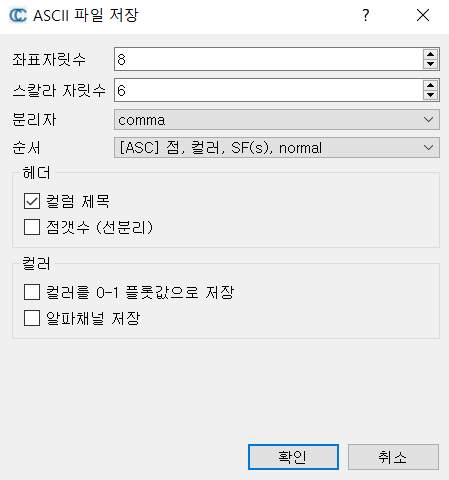 ASCII 파일 저장
좌표자릿수 8
스칼라 자릿수 6
분리자 comma
순서 [ASC] 점, 컬러, SF(s), normal
헤더
컬럼 제목
점갯수 (선분리)
컬러
컬러를 0-1 플롯값으로 저장
알파채널 저장
확인 취소